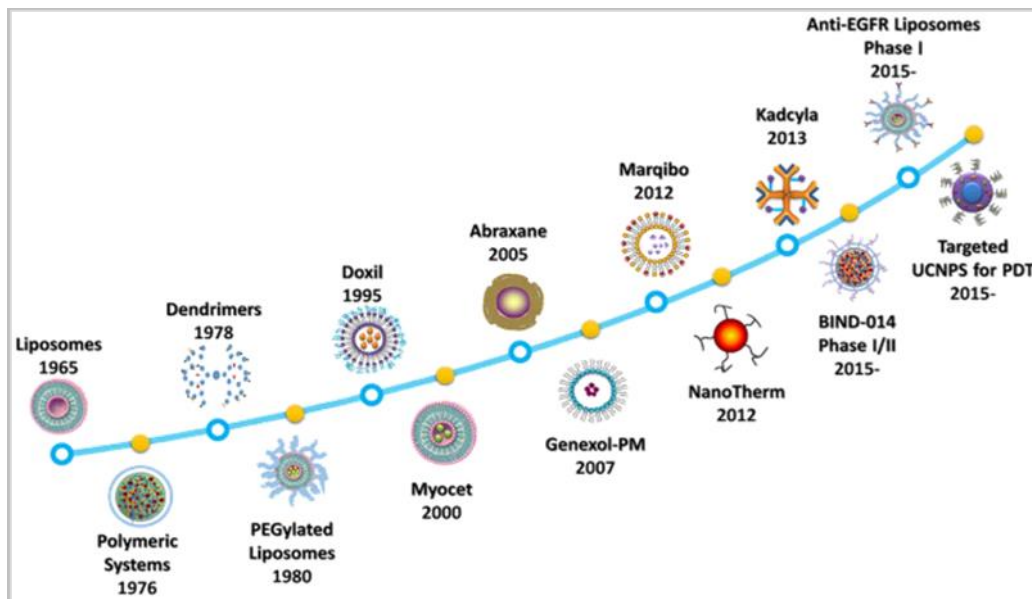 Liposomes
1965
Polymeric
Systems
1976
Dendrimers
1978
PEGylated
Liposomes
1980
Doxil
1995
Myocet
2000
Abraxane
2005
Genexol-PM
2007
Marqibo
2012
NanoTherm
2012
Kadcyla
2013
BIND-014
Phase I/II
2015-
Anti-EGFR Liposomes
Phase I
2015-
Targeted
UCNPS for PDT
2015-